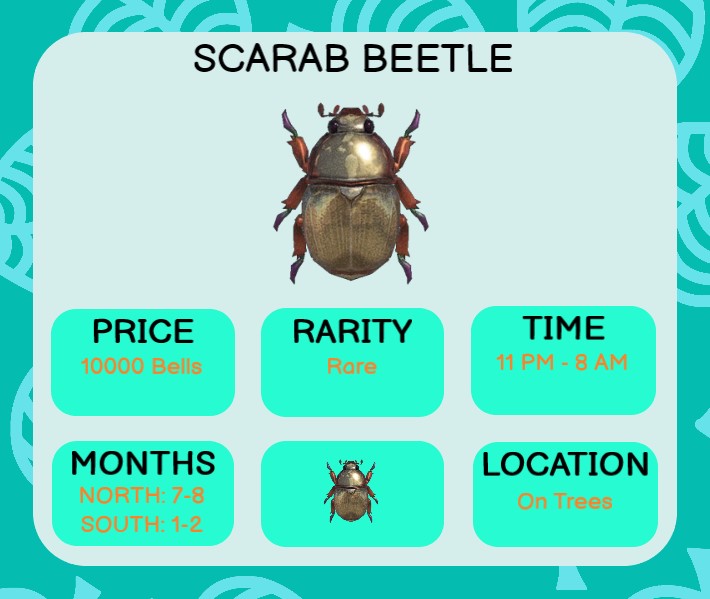 SCARAB BEETLE
PRICE
10000 Bells
RARITY
Rare
TIME
11 PM - 8 AM
MONTHS
NORTH: 7-8
SOUTH: 1-2
LOCATION
On Trees